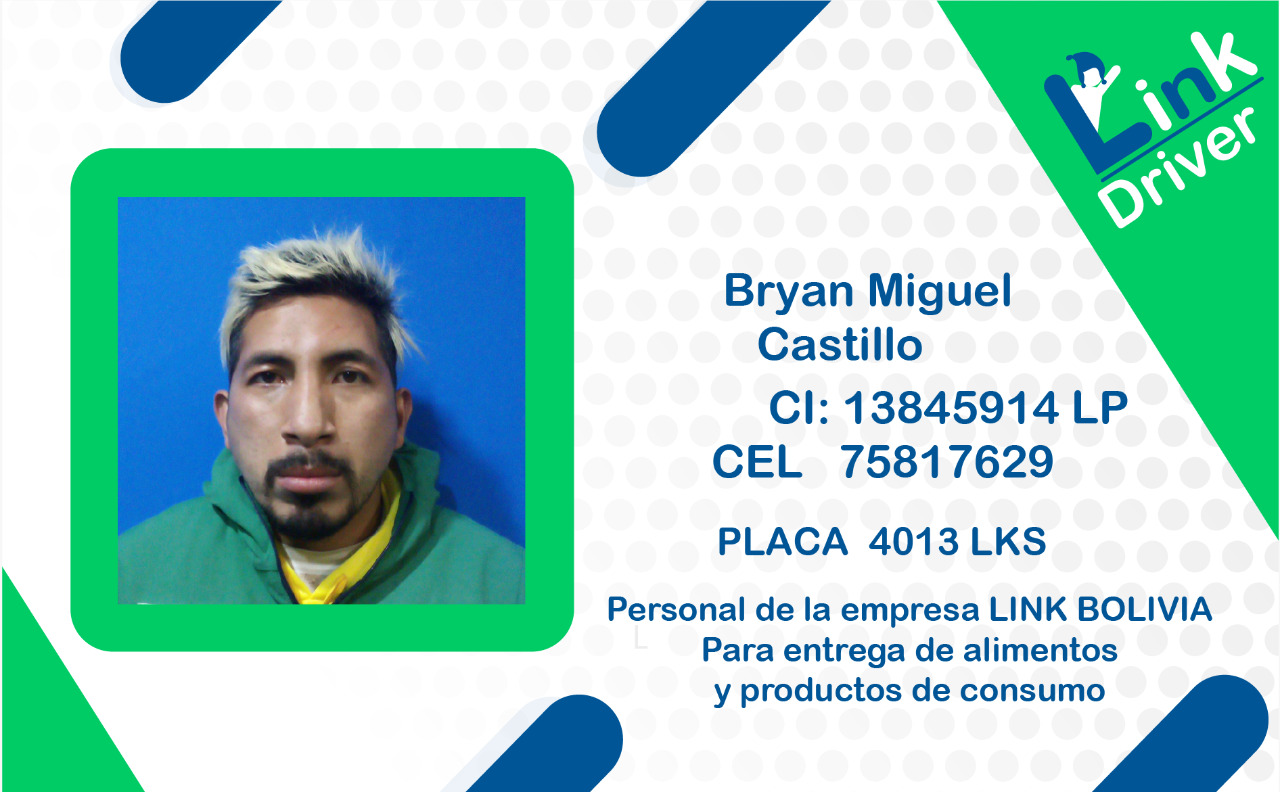 Link
Driver
Bryan Miguel
Castillo
CI: 13845914 LP
CEL 75817629
PLACA 4013 LKS
Personal de la empresa LINK BOLIVIA
L
Para entrega de alimentos
y productos de consumo